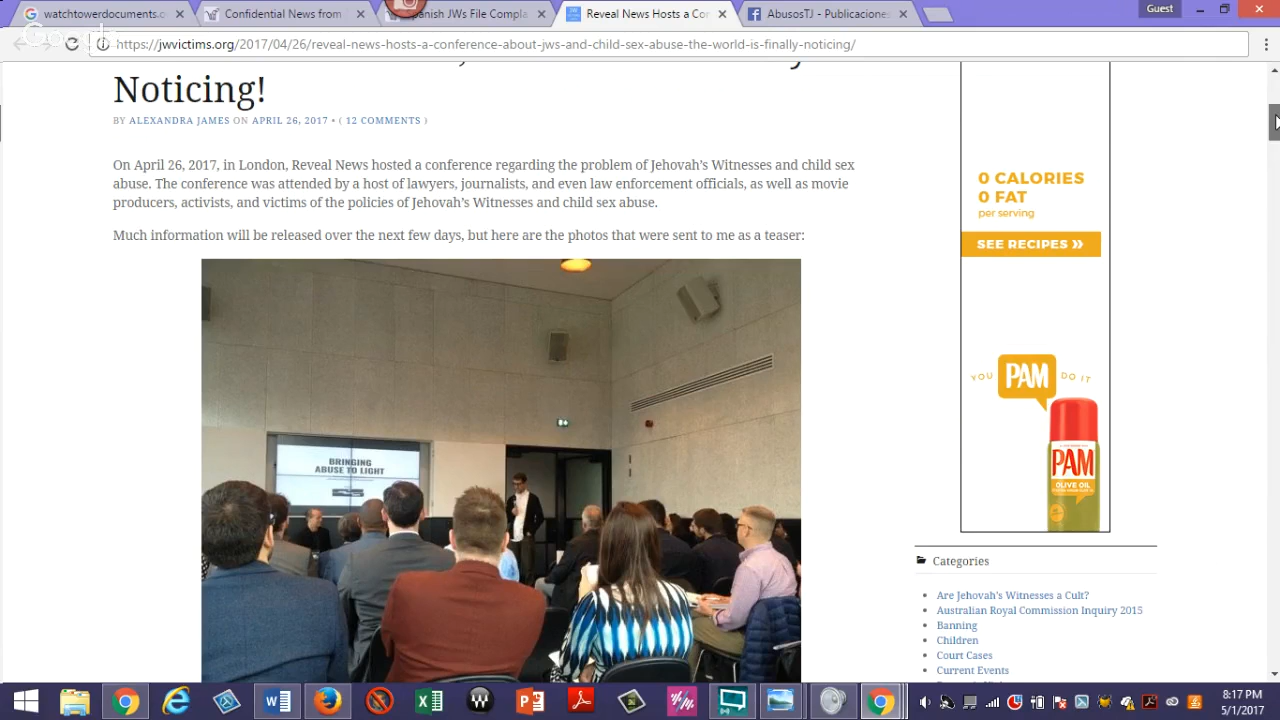 watchtower
Conventional News from
Spanish JWs File Compla
Reveal News Hosts a Cor
AbusosTJ - Publicaciones
Guest
https://jwvictims.org/2017/04/26/reveal-news-hosts-a-conference-about-jws-and-child-sex-abuse-the-world-is-finally-noticing/
Noticing!
BY ALEXANDRA JAMES ON APRIL 26, 2017 • ( 12 COMMENTS )
On April 26, 2017, in London, Reveal News hosted a conference regarding the problem of Jehovah's Witnesses and child sex
abuse. The conference was attended by a host of lawyers, journalists, and even law enforcement officials, as well as movie
producers, activists, and victims of the policies of Jehovah's Witnesses and child sex abuse.
Much information will be released over the next few days, but here are the photos that were sent to me as a teaser:
BRINGING
ABUSE TO LIGHT
0 CALORIES
0 FAT
per serving
SEE RECIPES »
YOU PAM DO IT
PAM
OLIVE OIL
Categories
Are Jehovah's Witnesses a Cult?
Australian Royal Commission Inquiry 2015
Banning
Children
Court Cases
Current Events
8:17 PM
5/1/2017